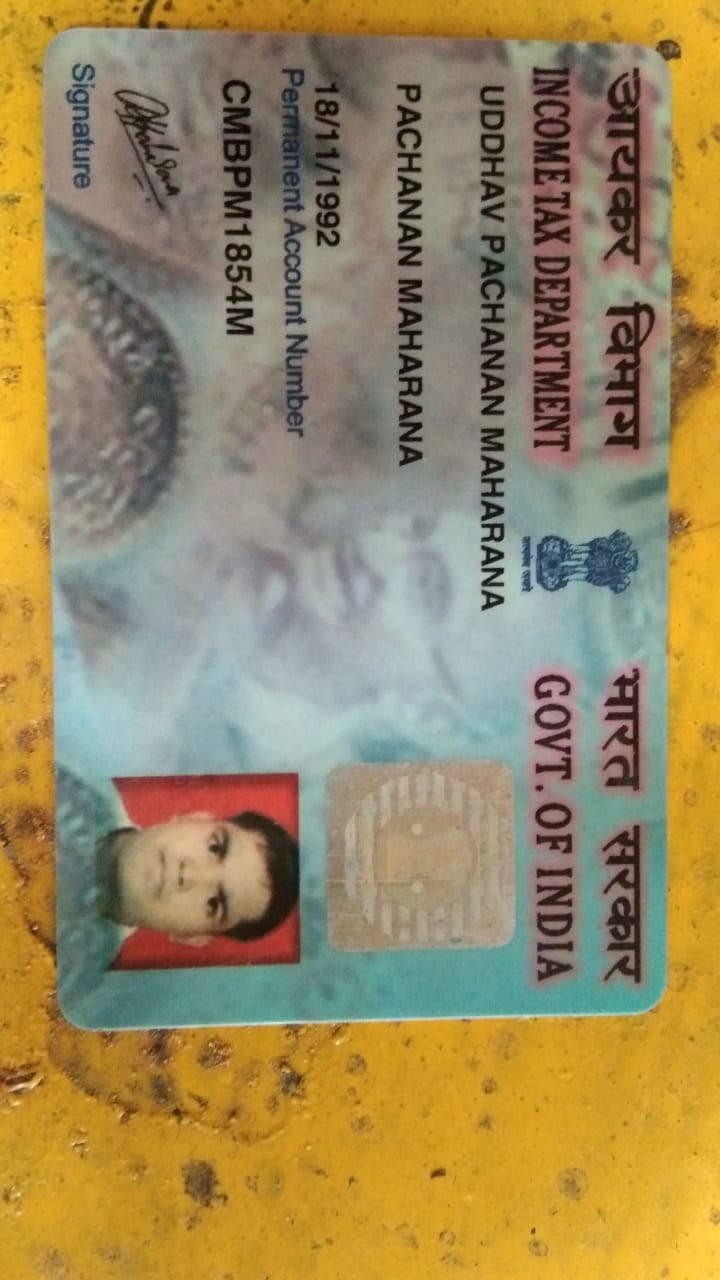 आयकर विभाग
INCOME TAX DEPARTMENT
भारत सरकार
GOVT. OF INDIA
सत्यमेव जयते
UDDHAV PACHANAN MAHARANA
PACHANAN MAHARANA
18/11/1992
Permanent Account Number
CMBPM1854M
Signature